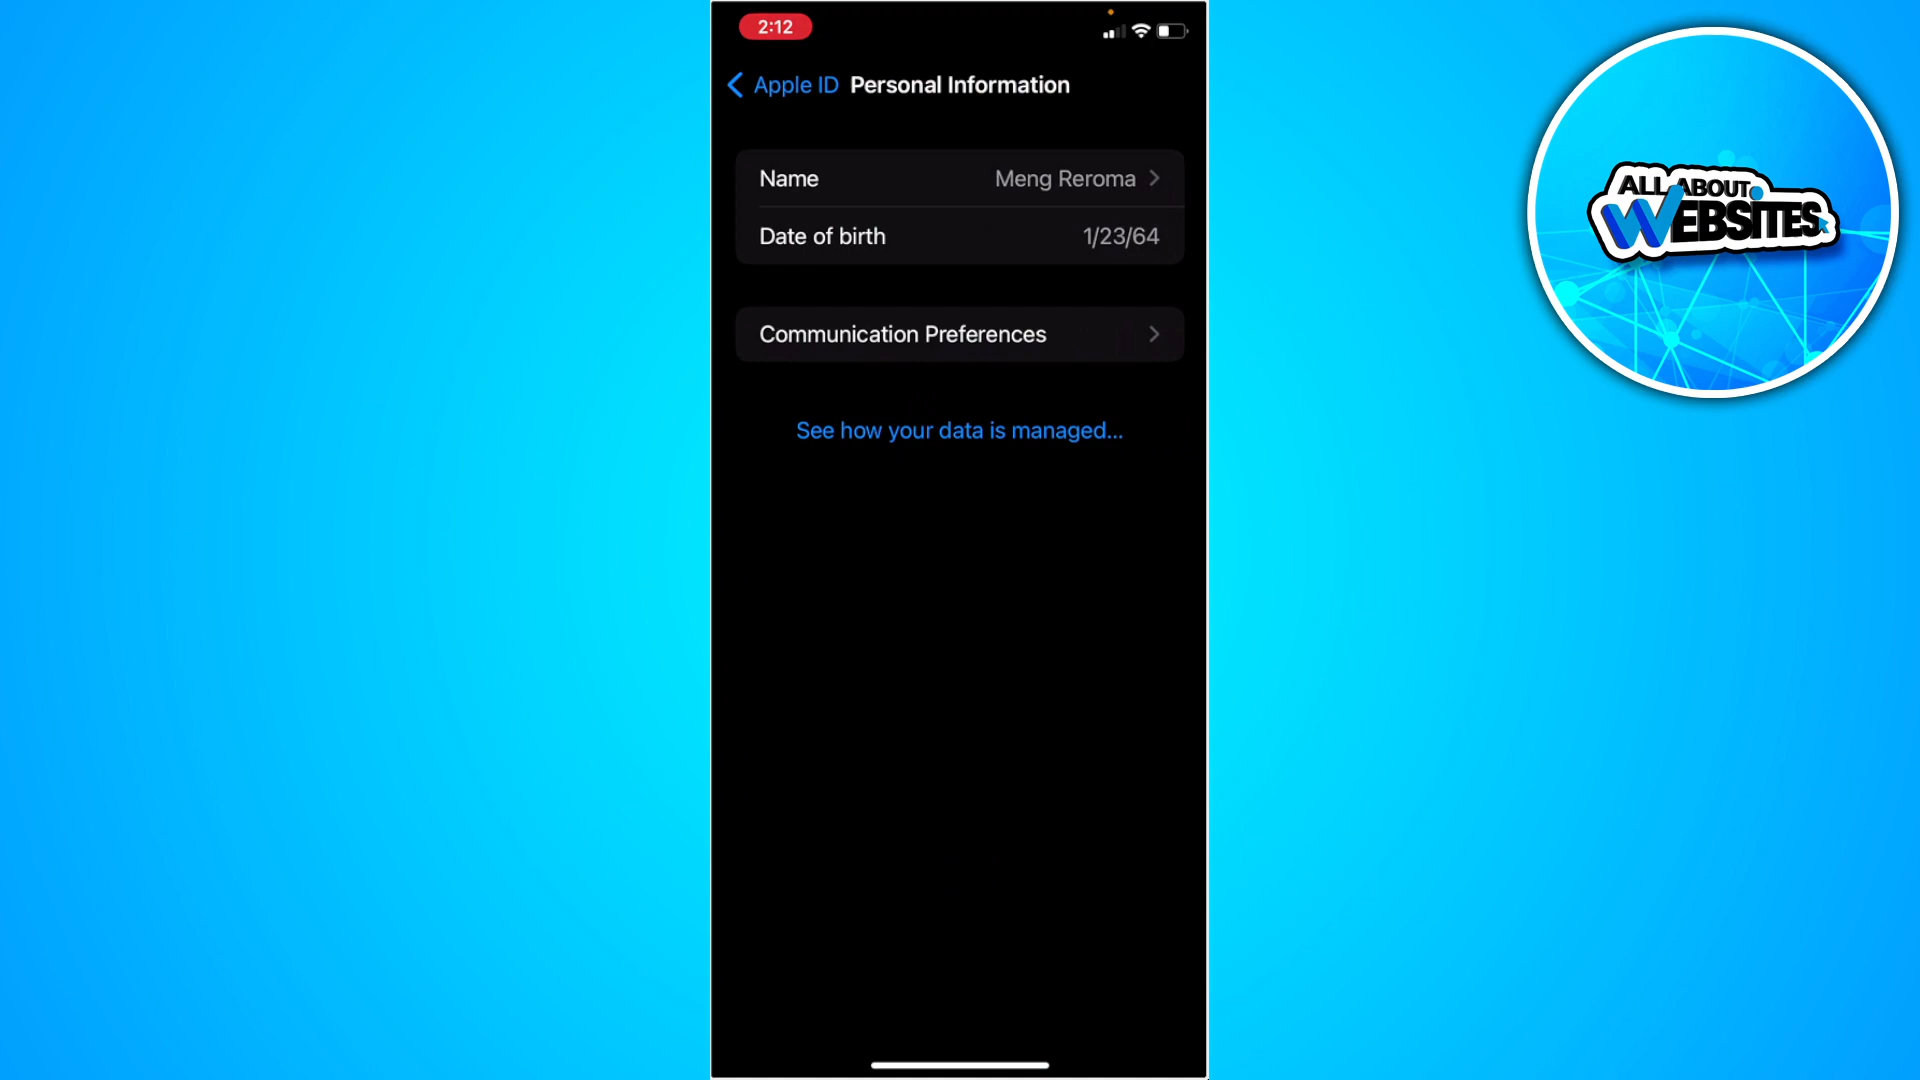 2:12
Apple ID Personal Information
Name Meng Reroma
Date of birth 1/23/64
Communication Preferences
See how your data is managed...
ALL ABOUT
WEBSITES